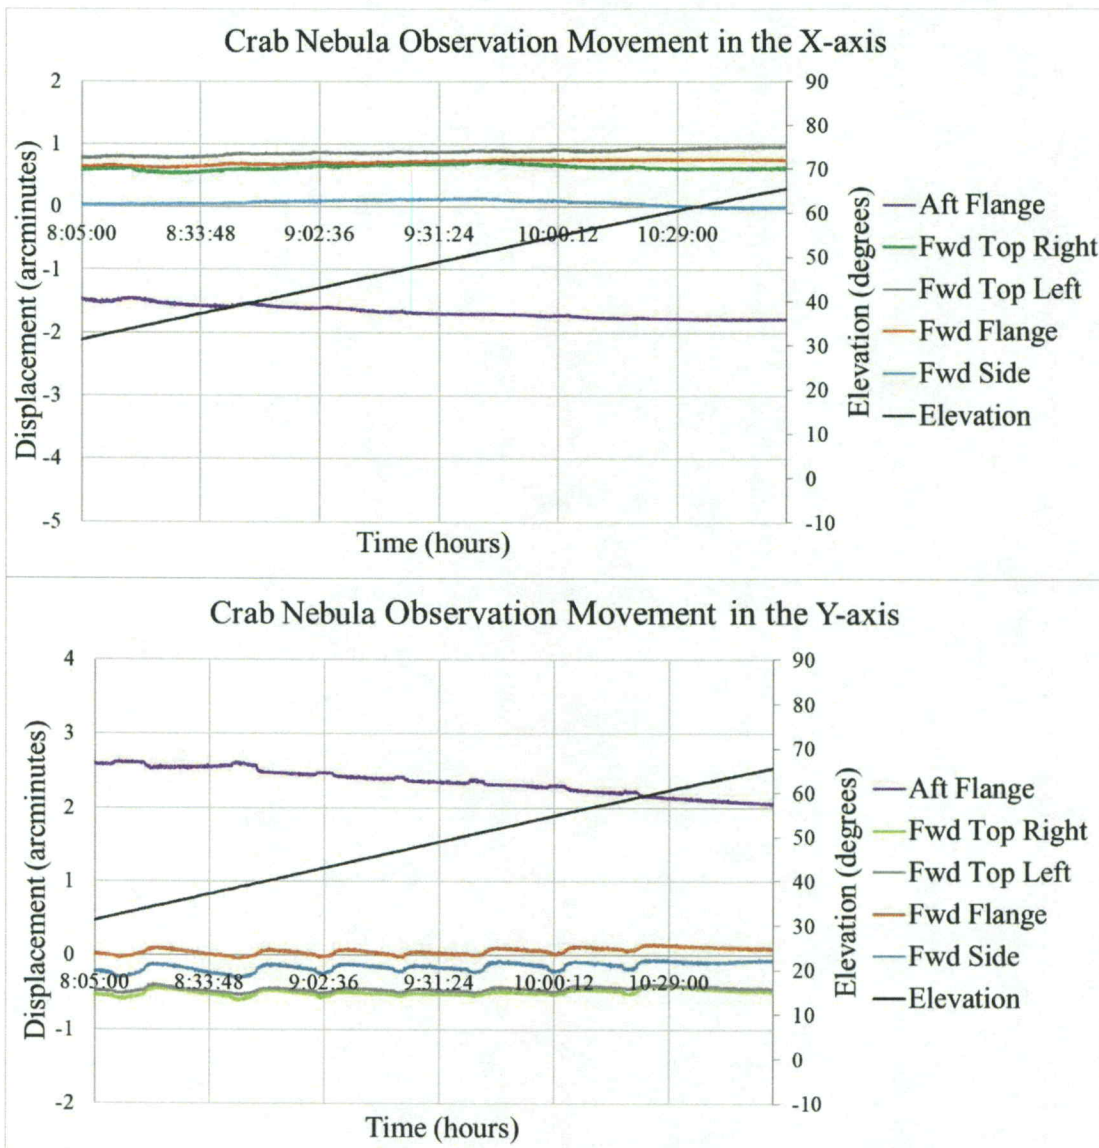 Crab Nebula Observation Movement in the X-axis
Displacement (arcminutes)
2
1
0
-1
-2
-3
-4
-5
8:05:00 8:33:48 9:02:36 9:31:24 10:00:12 10:29:00
Time (hours)
90
80
70
60
50
40
30
20
10
0
-10
Elevation (degrees)
Aft Flange
Fwd Top Right
Fwd Top Left
Fwd Flange
Fwd Side
Elevation
Crab Nebula Observation Movement in the Y-axis
Displacement (arcminutes)
4
3
2
1
0
-1
-2
8:05:00 8:33:48 9:02:36 9:31:24 10:00:12 10:29:00
Time (hours)
90
80
70
60
50
40
30
20
10
0
-10
Elevation (degrees)
Aft Flange
Fwd Top Right
Fwd Top Left
Fwd Flange
Fwd Side
Elevation